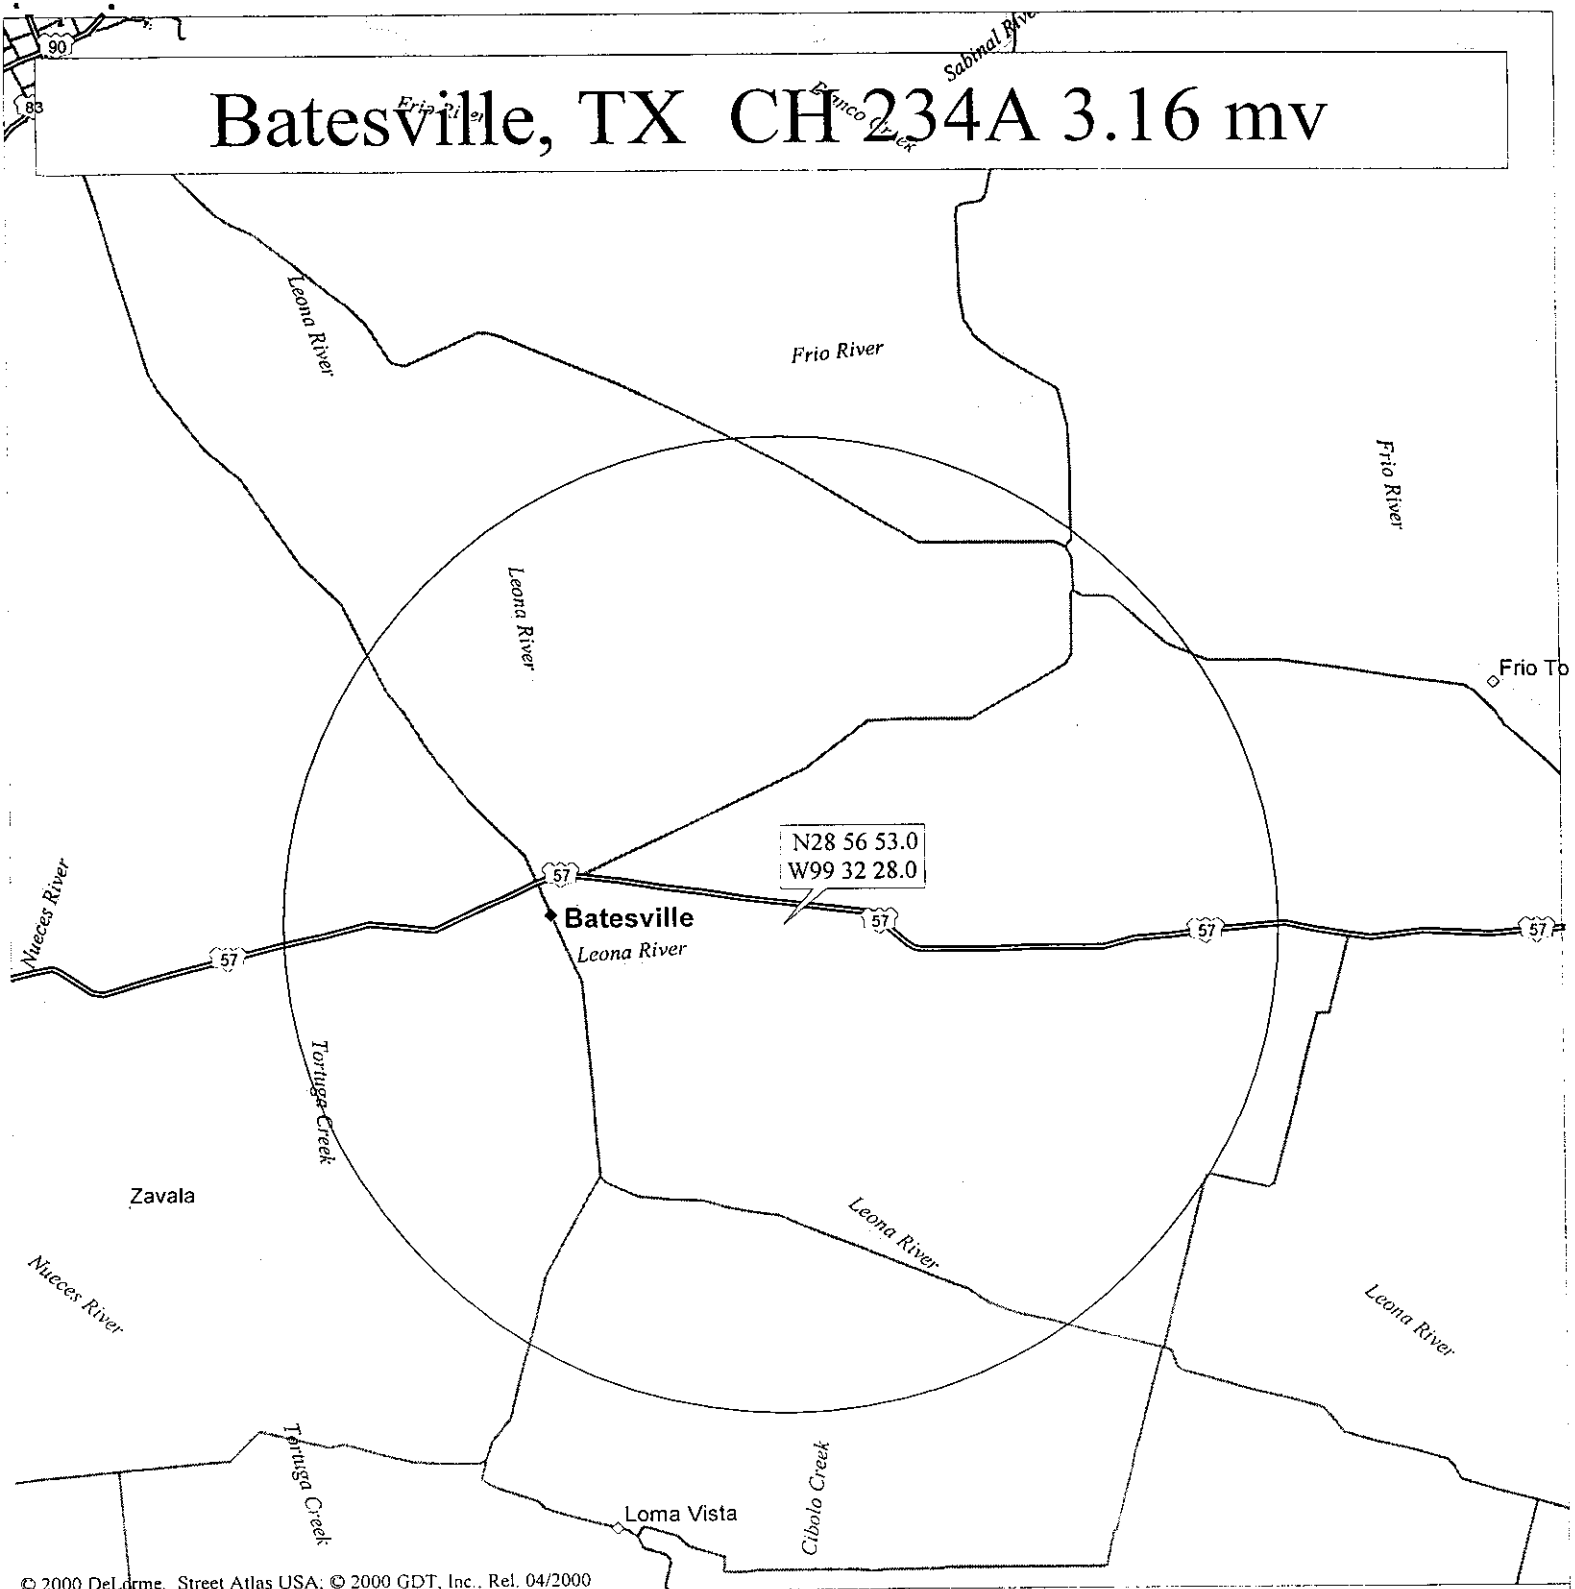 90
Sabinal River
83
Frio River
Blanco Creek
Batesville, TX CH 234A 3.16 mv
Leona River
Frio River
Frio River
Leona River
Frio To
N28 56 53.0
W99 32 28.0
57
Nueces River
Batesville
57
57
57
57
Leona River
Tortuga Creek
Zavala
Leona River
Nueces River
Leona River
Tortuga Creek
Cibolo Creek
Loma Vista
© 2000 DeLorme. Street Atlas USA; © 2000 GDT, Inc., Rel. 04/2000